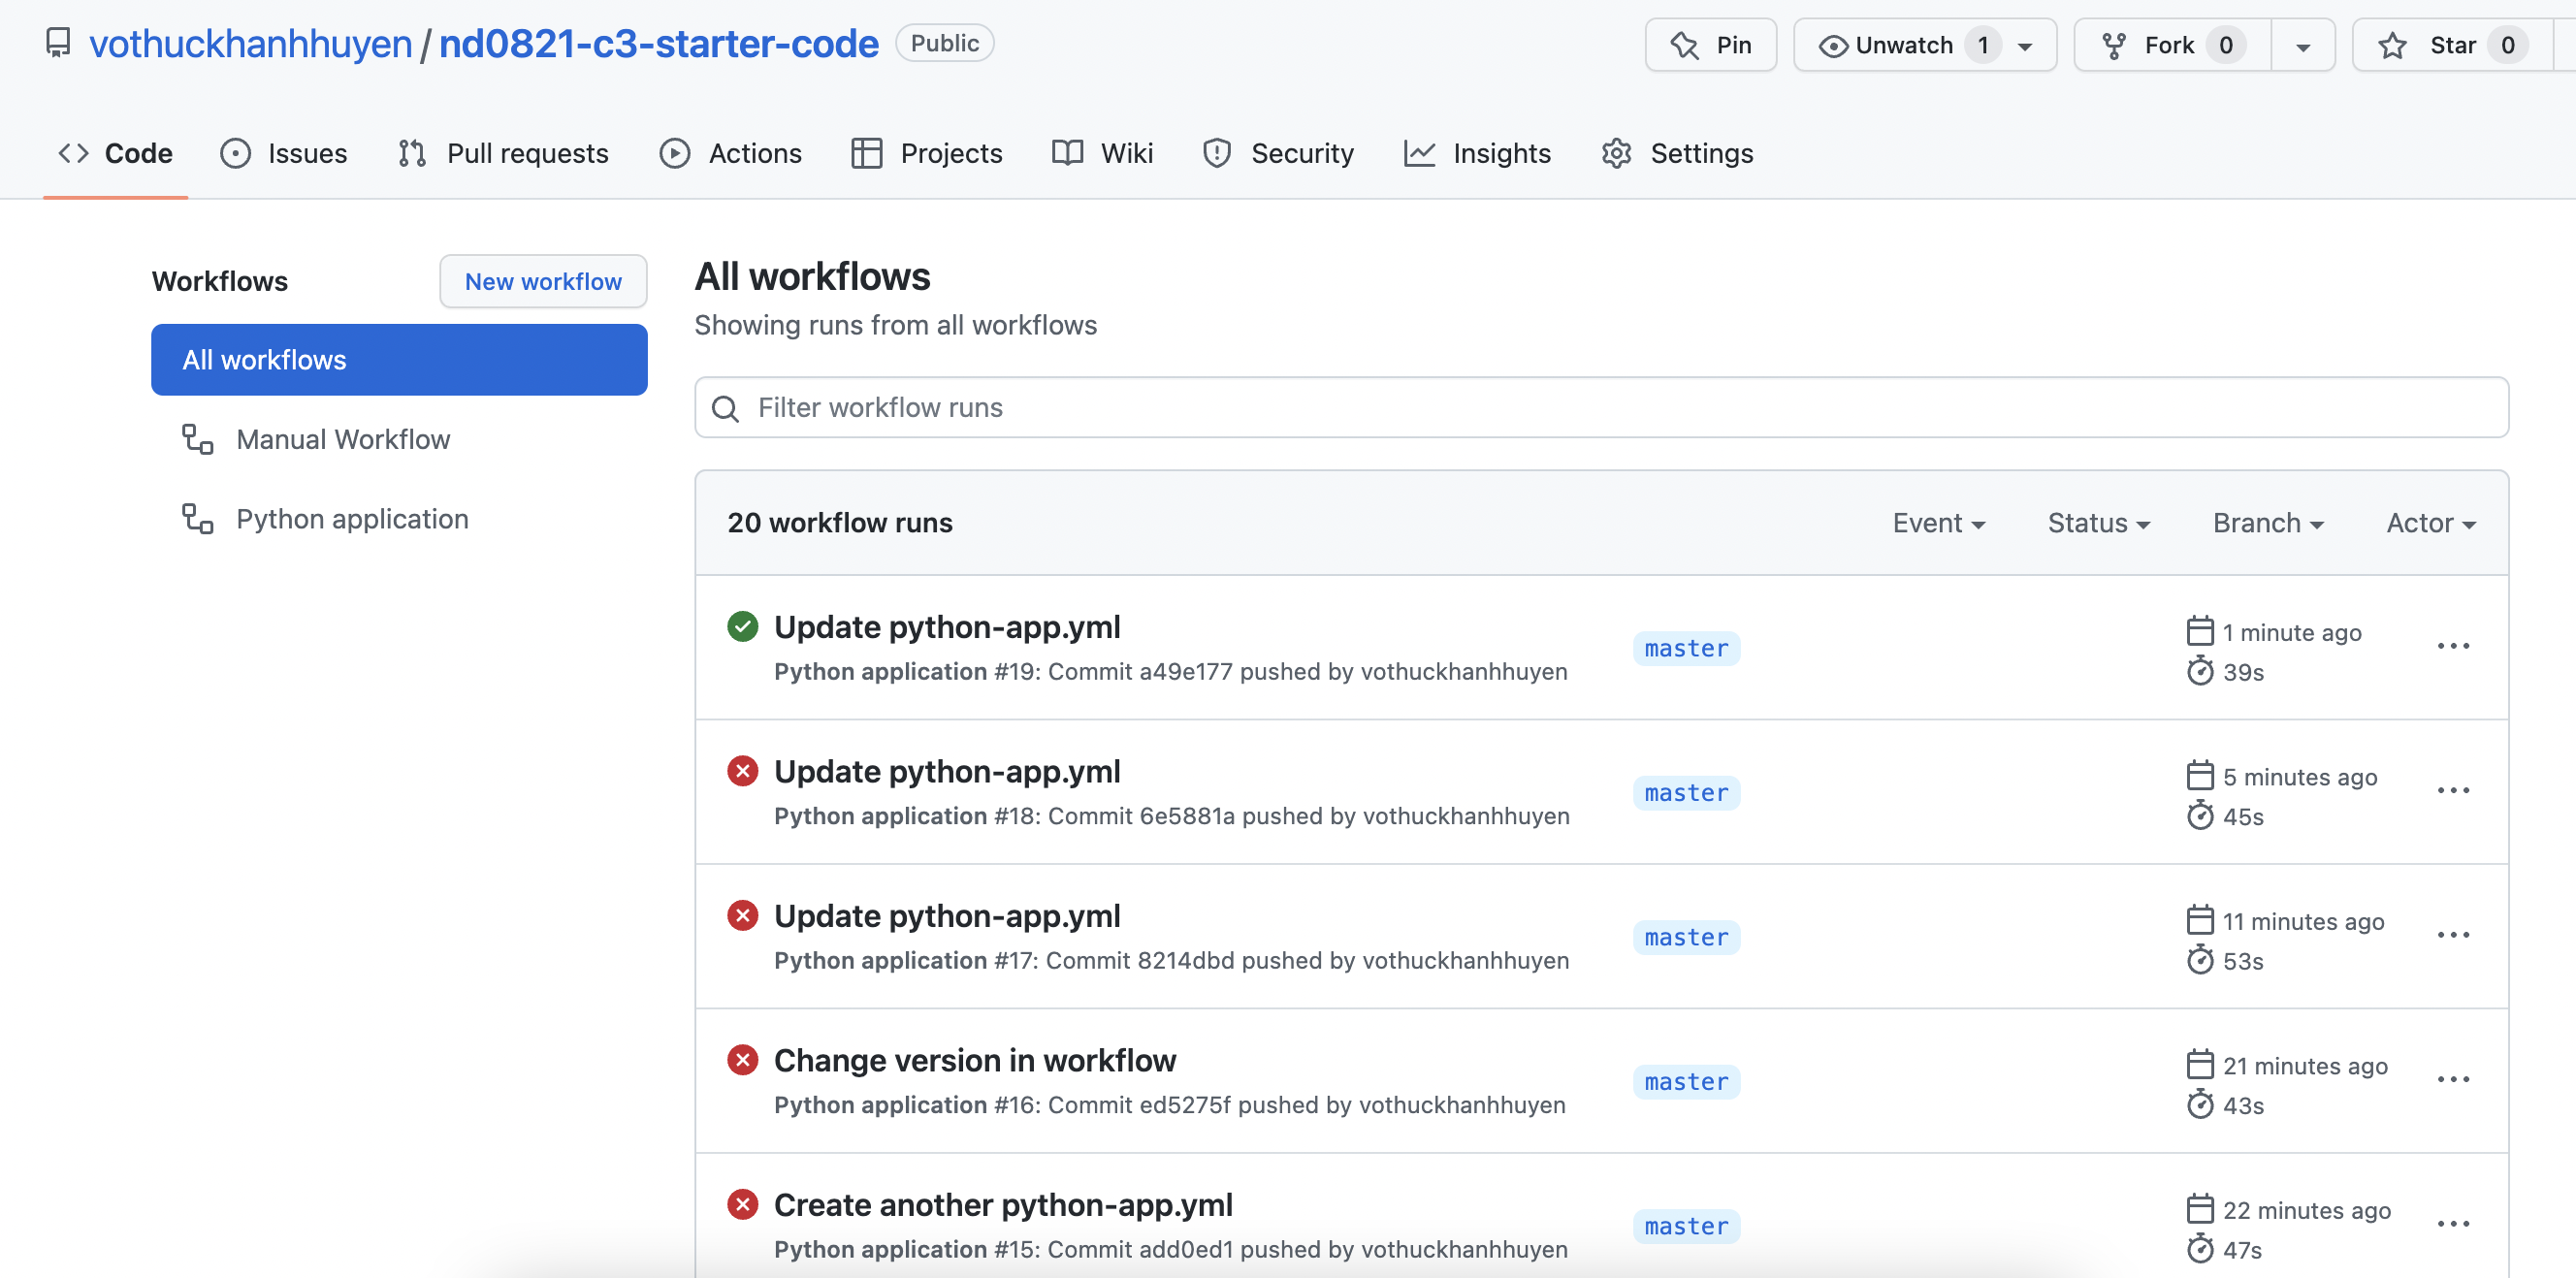 vothuckhanhhuyen / nd0821-c3-starter-code Public
Pin Unwatch 1 Fork 0 Star 0
Code Issues Pull requests Actions Projects Wiki Security Insights Settings
Workflows
New workflow
All workflows
Manual Workflow
Python application
All workflows
Showing runs from all workflows
Filter workflow runs
20 workflow runs Event Status Branch Actor
Update python-app.yml
Python application #19: Commit a49e177 pushed by vothuckhanhhuyen
master
1 minute ago
39s
Update python-app.yml
Python application #18: Commit 6e5881a pushed by vothuckhanhhuyen
master
5 minutes ago
45s
Update python-app.yml
Python application #17: Commit 8214dbd pushed by vothuckhanhhuyen
master
11 minutes ago
53s
Change version in workflow
Python application #16: Commit ed5275f pushed by vothuckhanhhuyen
master
21 minutes ago
43s
Create another python-app.yml
Python application #15: Commit add0ed1 pushed by vothuckhanhhuyen
master
22 minutes ago
47s